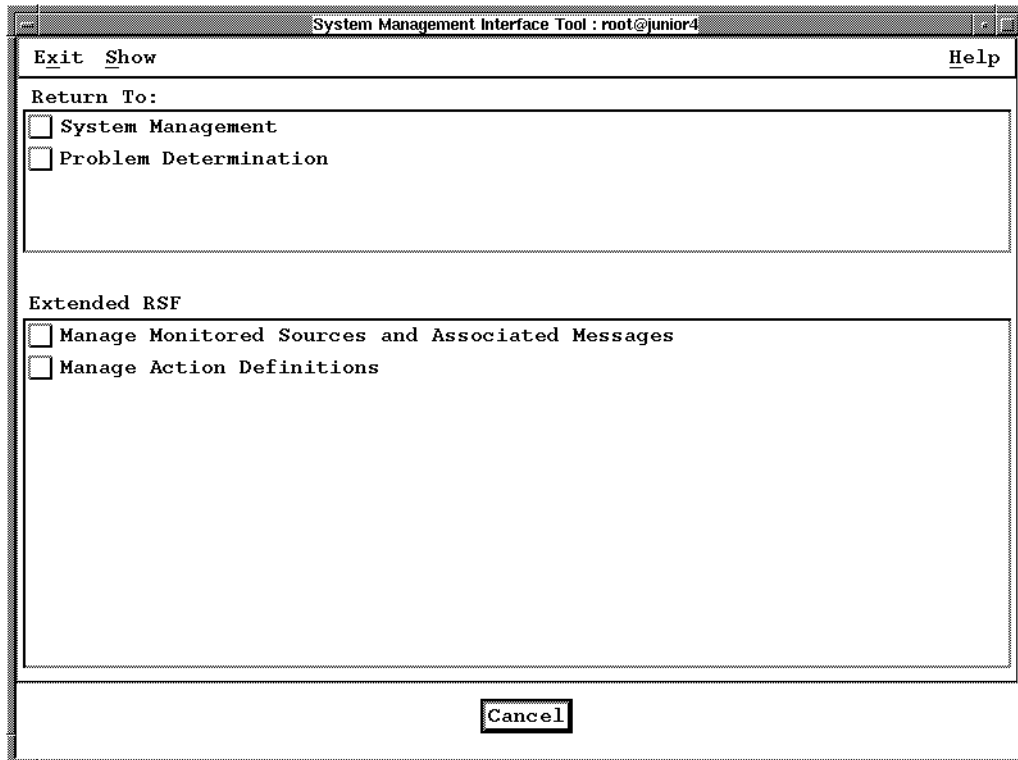 System Management Interface Tool : root@junior4
Exit Show Help
Return To:
System Management
Problem Determination
Extended RSF
Manage Monitored Sources and Associated Messages
Manage Action Definitions
Cancel